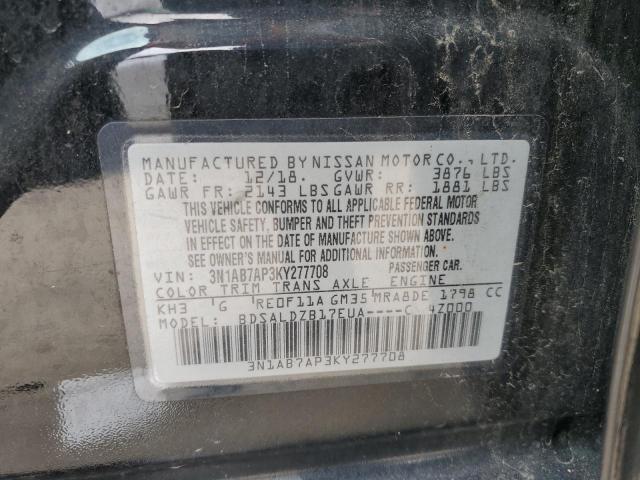 MANUFACTURED BY NISSAN MOTOR CO., LTD.
DATE: 12/18. GVWR: 3876 LBS
GAWR FR: 2143 LBS GAWR RR: 1881 LBS
THIS VEHICLE CONFORMS TO ALL APPLICABLE FEDERAL MOTOR
VEHICLE SAFETY, BUMPER AND THEFT PREVENTION STANDARDS
IN EFFECT ON THE DATE OF MANUFACTURE SHOWN ABOVE.
SEE OWNER'S MANUAL FOR ADDITIONAL INFORMATION.
VIN: 3N1AB7AP3KY277708 PASSENGER CAR.
COLOR TRIM TRANS AXLE ENGINE
KH3 'G 'RE0F11A GM35 MRA8DE 1798 CC
MODEL: BDSALDZB17EUA----C 4Z000
3N1AB7AP3KY277708